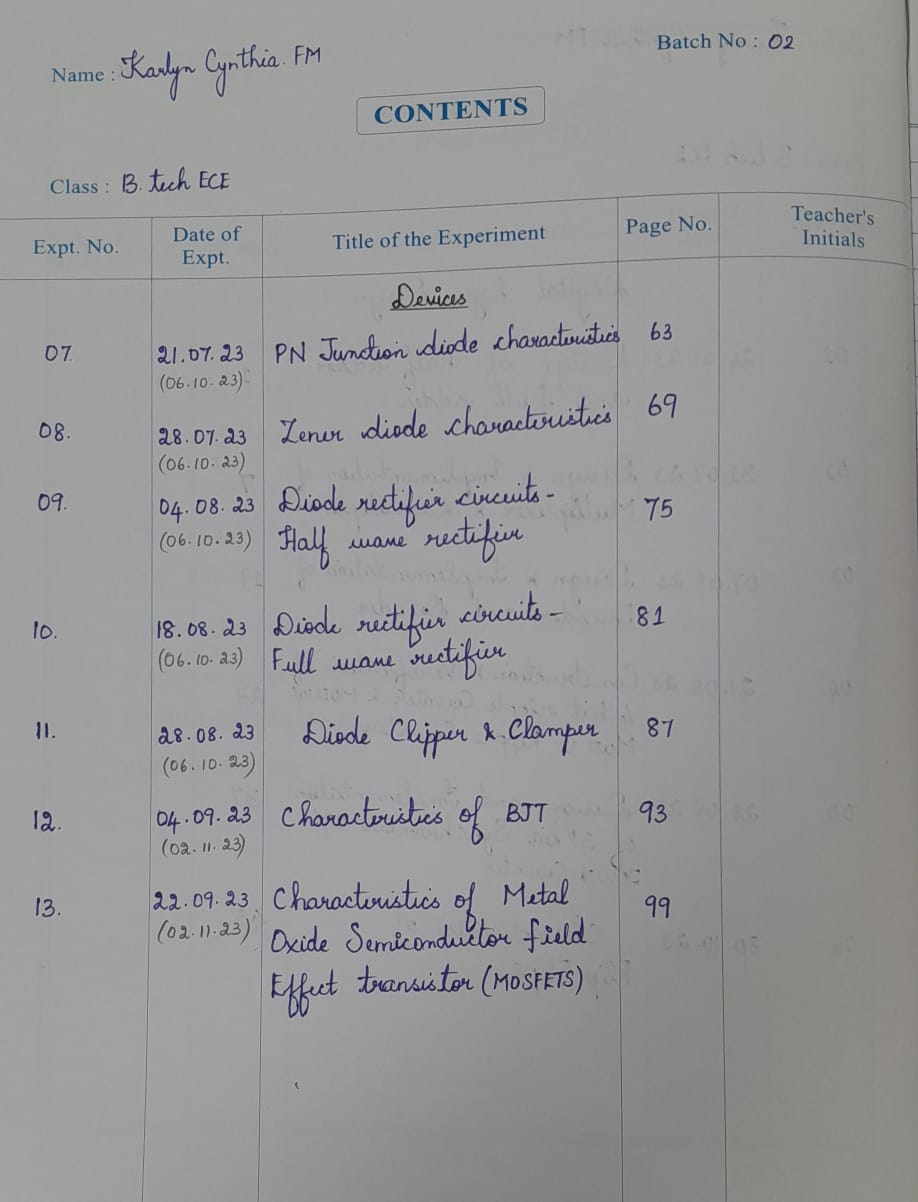 Batch No : 02
Name : Karlyn Cynthia. FM
CONTENTS
Class : B. tech ECE
Expt. No. Date of Expt. Title of the Experiment Page No. Teacher's Initials
Devices
07. 21.07.23 PN Junction diode characteristics 63
(06.10.23)
08. 28.07.23 Zener diode characteristics 69
(06.10.23)
09. 04.08.23 Diode rectifier circuits - 75
(06.10.23) Half wave rectifier
10. 18.08.23 Diode rectifier circuits - 81
(06.10.23) Full wave rectifier
11. 28.08.23 Diode Clipper & Clamper 87
(06.10.23)
12. 04.09.23 Characteristics of BJT 93
(02.11.23)
13. 22.09.23 Characteristics of Metal 99
(02.11.23) Oxide Semiconductor field
Effect transistor (MOSFETS)